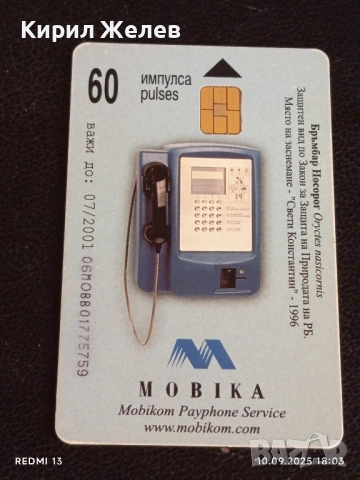 Кирил Желев
60
импулса
pulses
важи до: 07/2001 06MOBB01775759
Бръмбар Носорог Oryctes nasicornis
Защитен вид по Закон за Защита на Природата на РБ.
Място на заснемане - "Свети Константин" - 1996
MOBIKA
Mobikom Payphone Service
www.mobikom.com
REDMI 13
10.09.2025 18:03
bazar